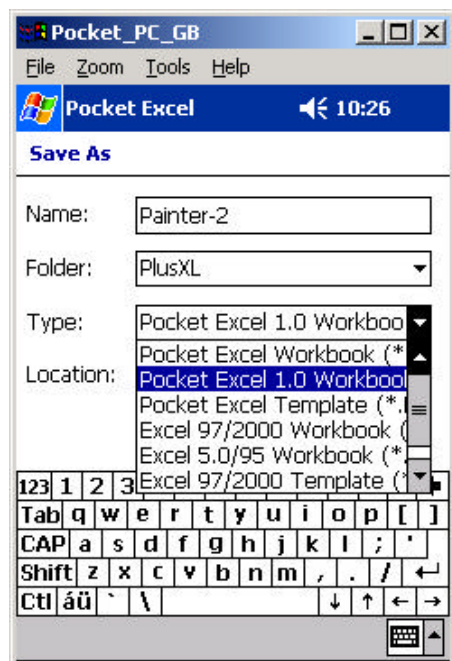 Pocket_PC_GB
File Zoom Tools Help
Pocket Excel 10:26
Save As
Name: Painter-2
Folder: PlusXL
Type: Pocket Excel 1.0 Workboo
Pocket Excel Workbook (*
Location: Pocket Excel 1.0 Workbook
Pocket Excel Template (*.
Excel 97/2000 Workbook (
Excel 5.0/95 Workbook (*.
Excel 97/2000 Template (*
123 1 2 3
Tab q w e r t y u i o p [ ]
CAP a s d f g h j k l ; '
Shift z x c v b n m , . / ↵
Ctl áü ` \ ↓ ↑ ← →